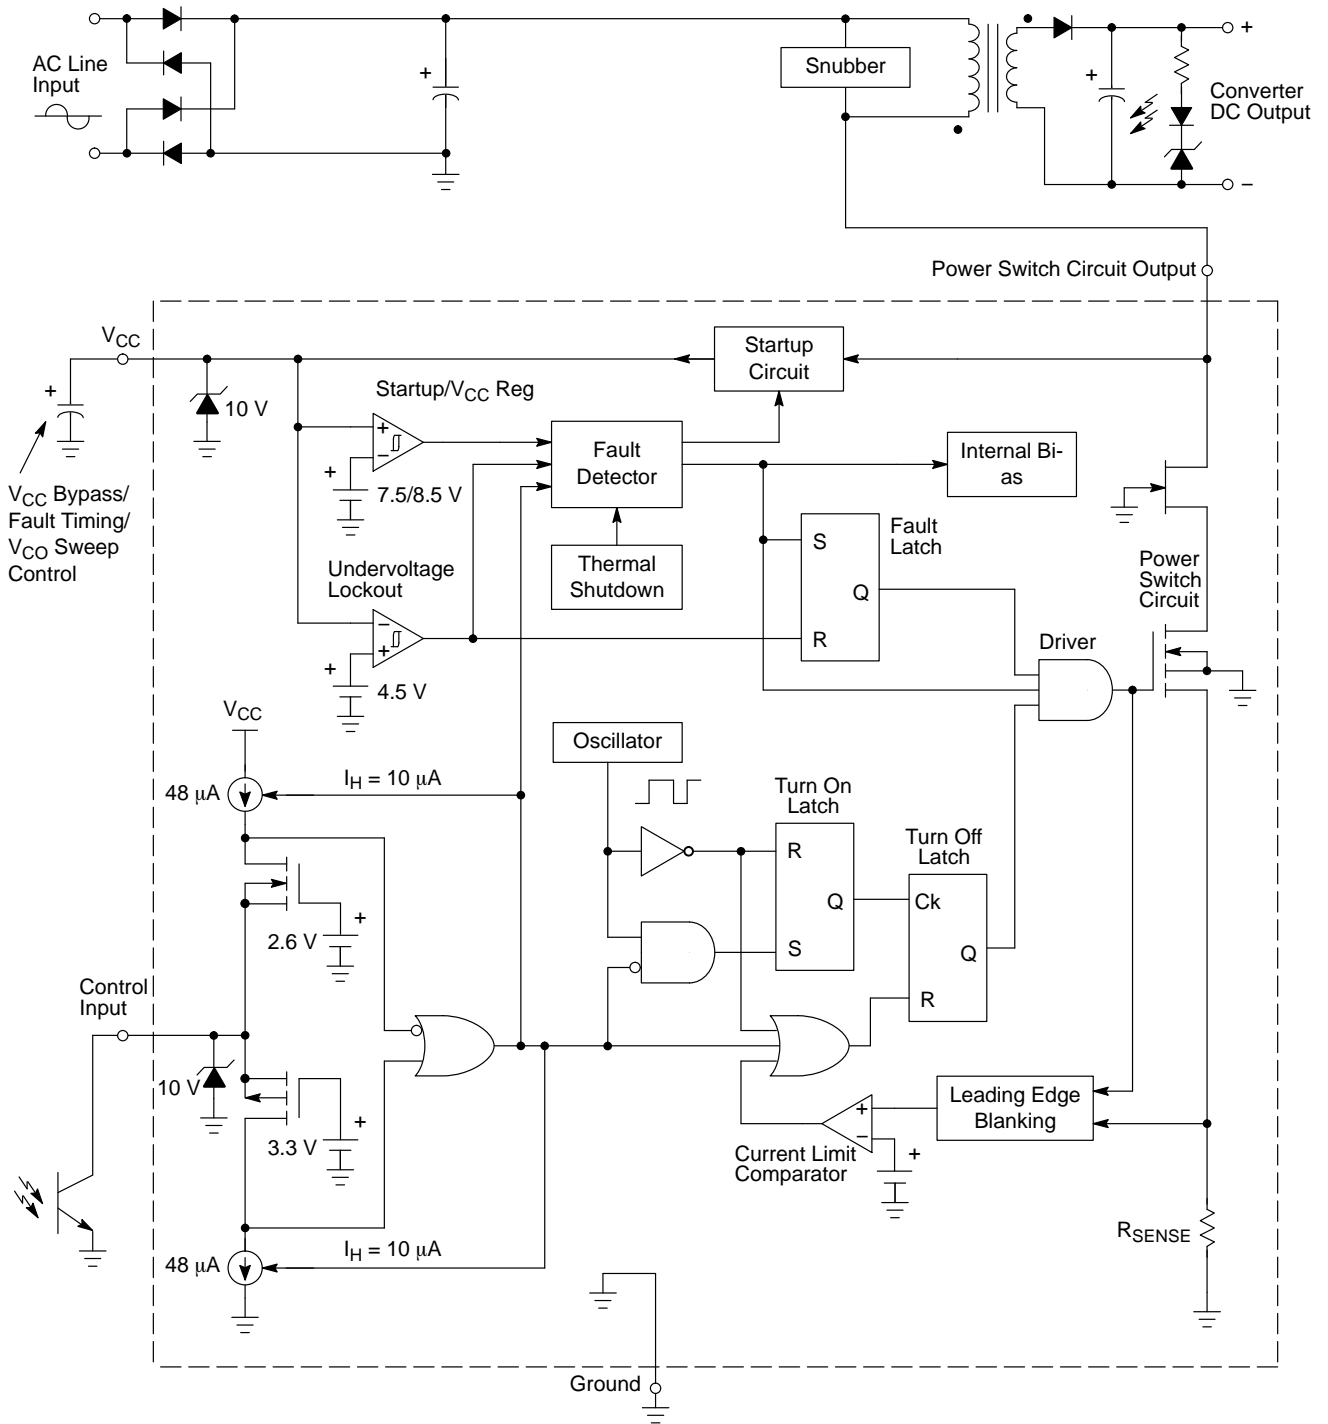 AC Line
Input
+
Snubber
+
+
Converter
DC Output
−
Power Switch Circuit Output
VCC
+
10 V
VCC Bypass/
Fault Timing/
VCO Sweep
Control
Startup
Circuit
Startup/VCC Reg
+
−
+
7.5/8.5 V
Fault
Detector
Internal Bi-
as
Thermal
Shutdown
Undervoltage
Lockout
−
+
+
4.5 V
Fault
Latch
S
Q
R
Power
Switch
Circuit
Driver
VCC
48 µA
IH = 10 µA
Oscillator
Turn On
Latch
R
Q
S
Turn Off
Latch
Ck
Q
R
+
2.6 V
Control
Input
10 V
+
3.3 V
Leading Edge
Blanking
+
−
+
Current Limit
Comparator
RSENSE
48 µA
IH = 10 µA
Ground